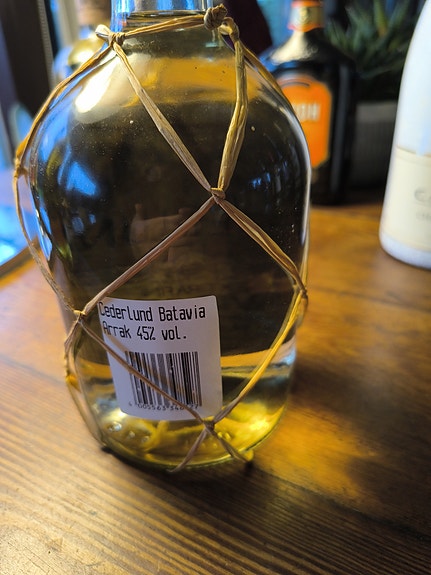 Cederlund Batavia
Arrak 45% vol.